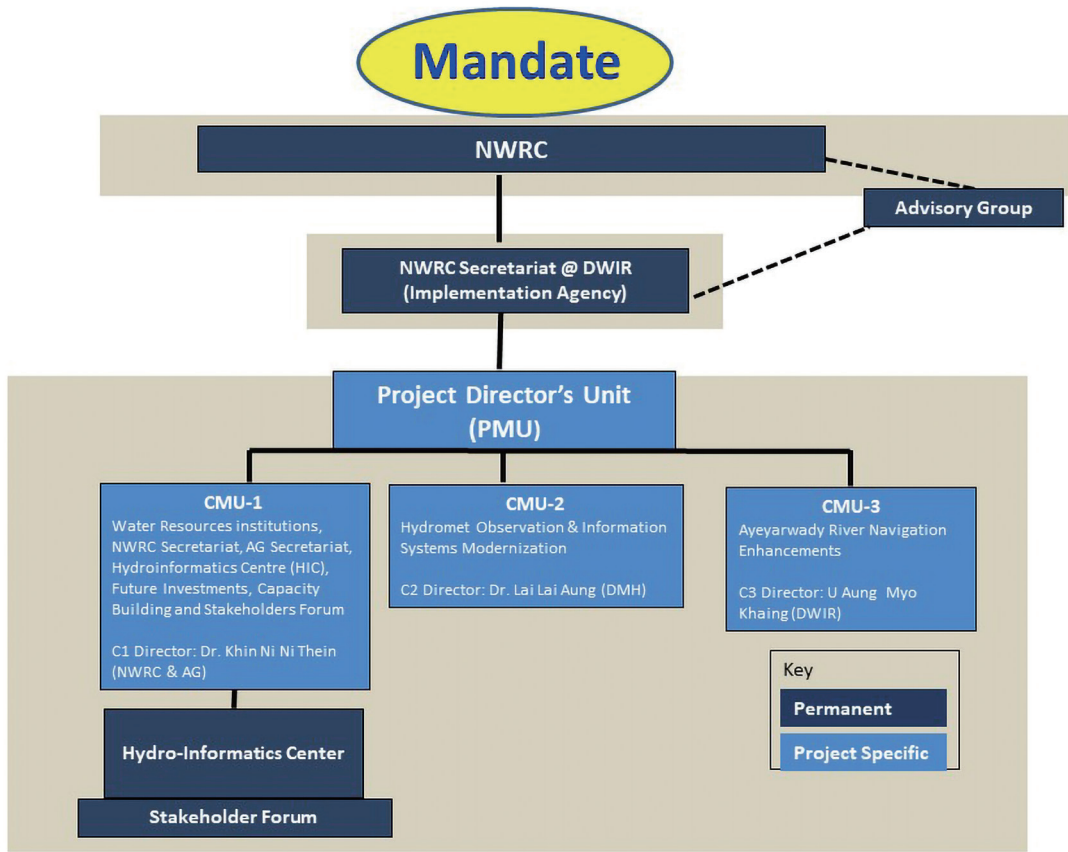 Mandate
NWRC
Advisory Group
NWRC Secretariat @ DWIR
(Implementation Agency)
Project Director's Unit
(PMU)
CMU-1
Water Resources institutions,
NWRC Secretariat, AG Secretariat,
Hydroinformatics Centre (HIC),
Future Investments, Capacity
Building and Stakeholders Forum
C1 Director: Dr. Khin Ni Ni Thein
(NWRC & AG)
CMU-2
Hydromet Observation & Information
Systems Modernization
C2 Director: Dr. Lai Lai Aung (DMH)
CMU-3
Ayeyarwady River Navigation
Enhancements
C3 Director: U Aung Myo
Khaing (DWIR)
Key
Permanent
Project Specific
Hydro-Informatics Center
Stakeholder Forum